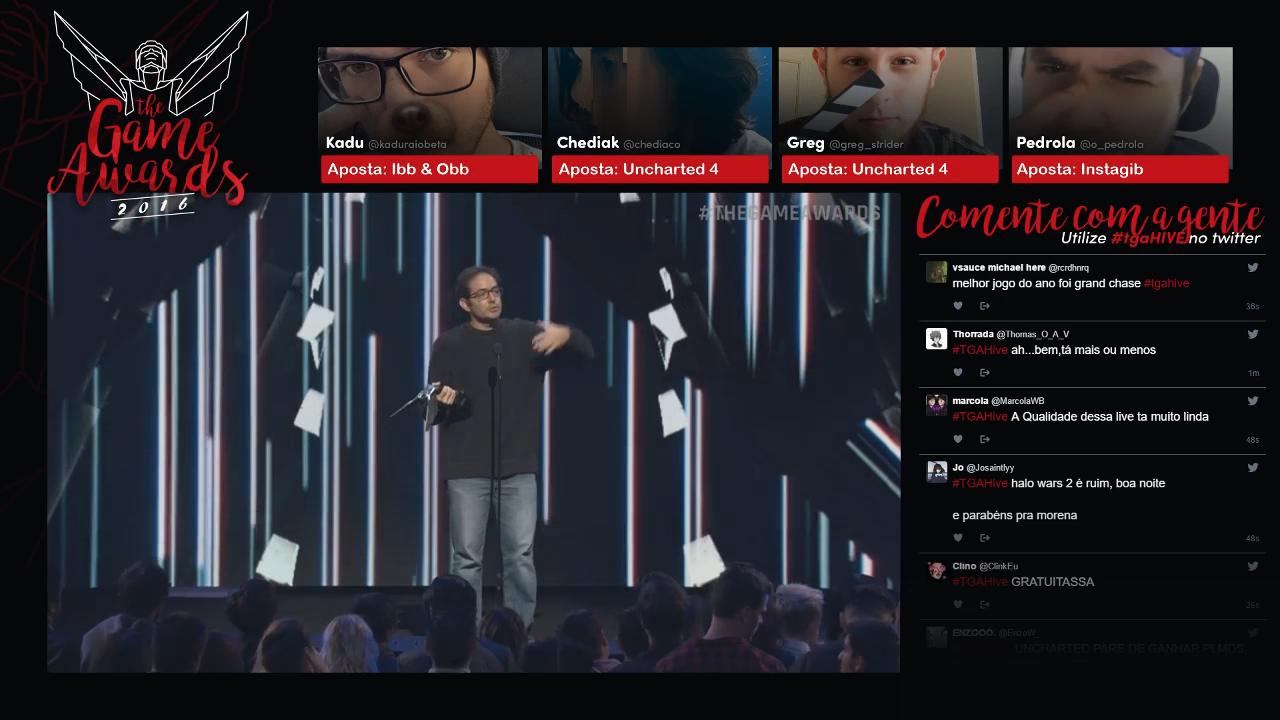 the
Game
Awards
2016
Kadu @kaduraiobeta
Aposta: Ibb & Obb
Chediak @chediaco
Aposta: Uncharted 4
Greg @greg_strider
Aposta: Uncharted 4
Pedrola @o_pedrola
Aposta: Instagib
#THEGAMEAWARDS
Comente com a gente
Utilize #tgaHIVE no twitter
vsauce michael here @rcrdhnrq
melhor jogo do ano foi grand chase #tgahive
36s
Thorrada @Thomas_O_A_V
#TGAHive ah...bem,tá mais ou menos
1m
marcola @MarcolaWB
#TGAHive A Qualidade dessa live ta muito linda
48s
Jo @Josaintlyy
#TGAHive halo wars 2 é ruim, boa noite
e parabéns pra morena
48s
Clino @ClinkEu
#TGAHive GRATUITASSA
26s
ENZOOO. @EnzoW_
UNCHARTED PARE DE GANHAR PLMDS,